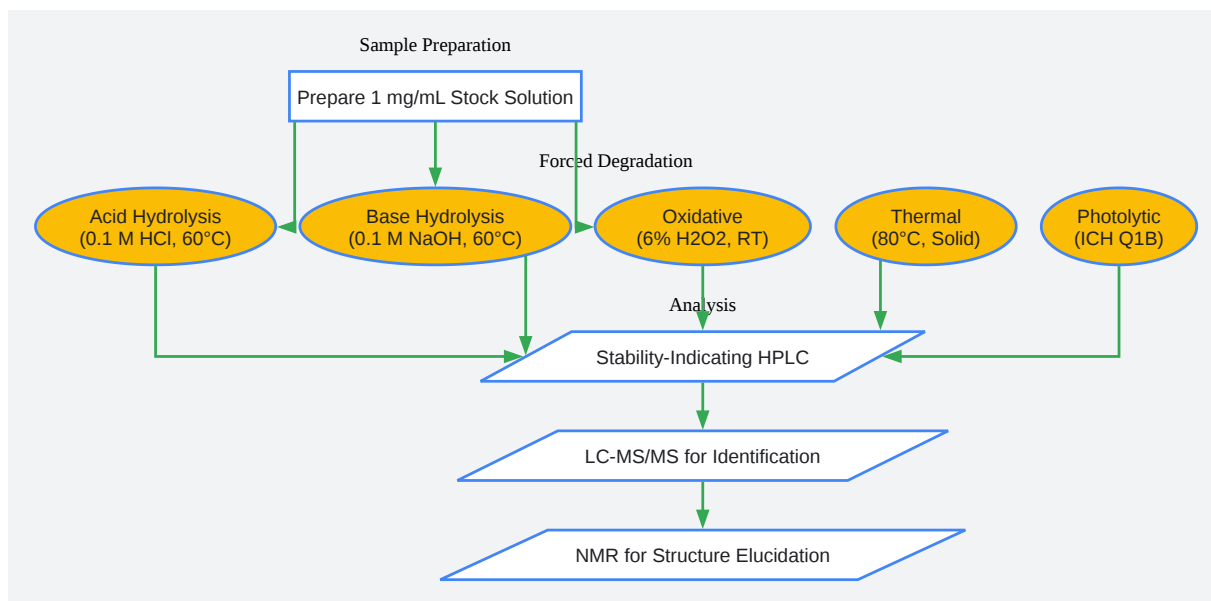 Sample Preparation
Prepare 1 mg/mL Stock Solution
Forced Degradation
Acid Hydrolysis
(0.1 M HCl, 60°C)
Base Hydrolysis
(0.1 M NaOH, 60°C)
Oxidative
(6% H2O2, RT)
Thermal
(80°C, Solid)
Photolytic
(ICH Q1B)
Analysis
Stability-Indicating HPLC
LC-MS/MS for Identification
NMR for Structure Elucidation